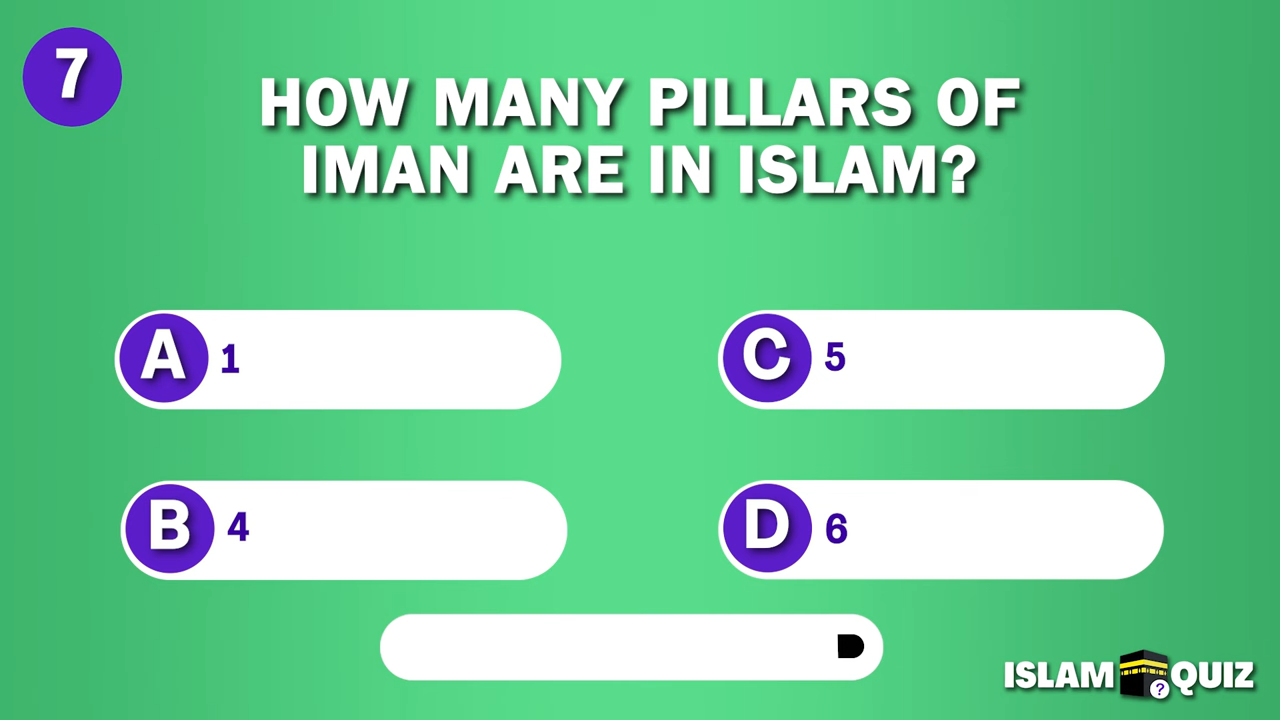 7
HOW MANY PILLARS OF
IMAN ARE IN ISLAM?
A 1
C 5
B 4
D 6
ISLAM ? QUIZ